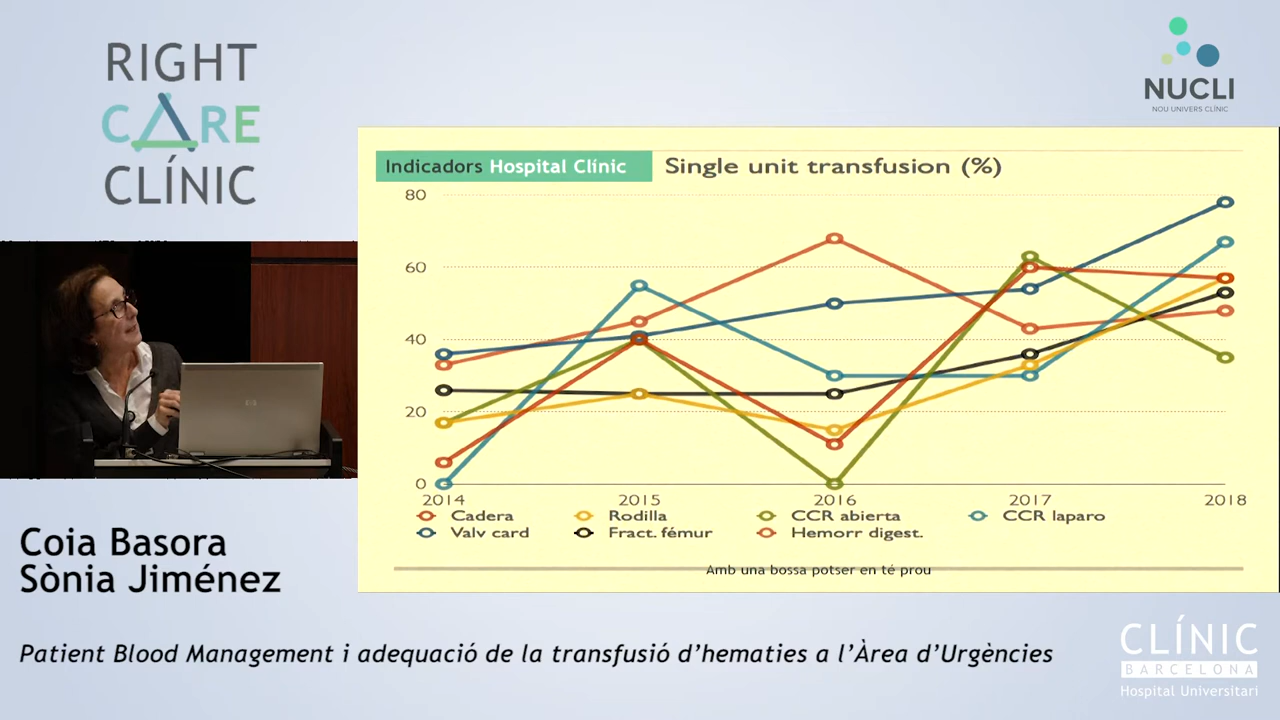 RIGHT
CARE
CLÍNIC
NUCLI
NOU UNIVERS CLÍNIC
Indicadors Hospital Clínic
Single unit transfusion (%)
80
60
40
20
0
2014 2015 2016 2017 2018
Cadera Rodilla CCR abierta CCR laparo
Valv card Fract. fémur Hemorr digest.
Amb una bossa potser en té prou
hp
Coia Basora
Sònia Jiménez
Patient Blood Management i adequació de la transfusió d'hematies a l'Àrea d'Urgències
CLÍNIC
BARCELONA
Hospital Universitari